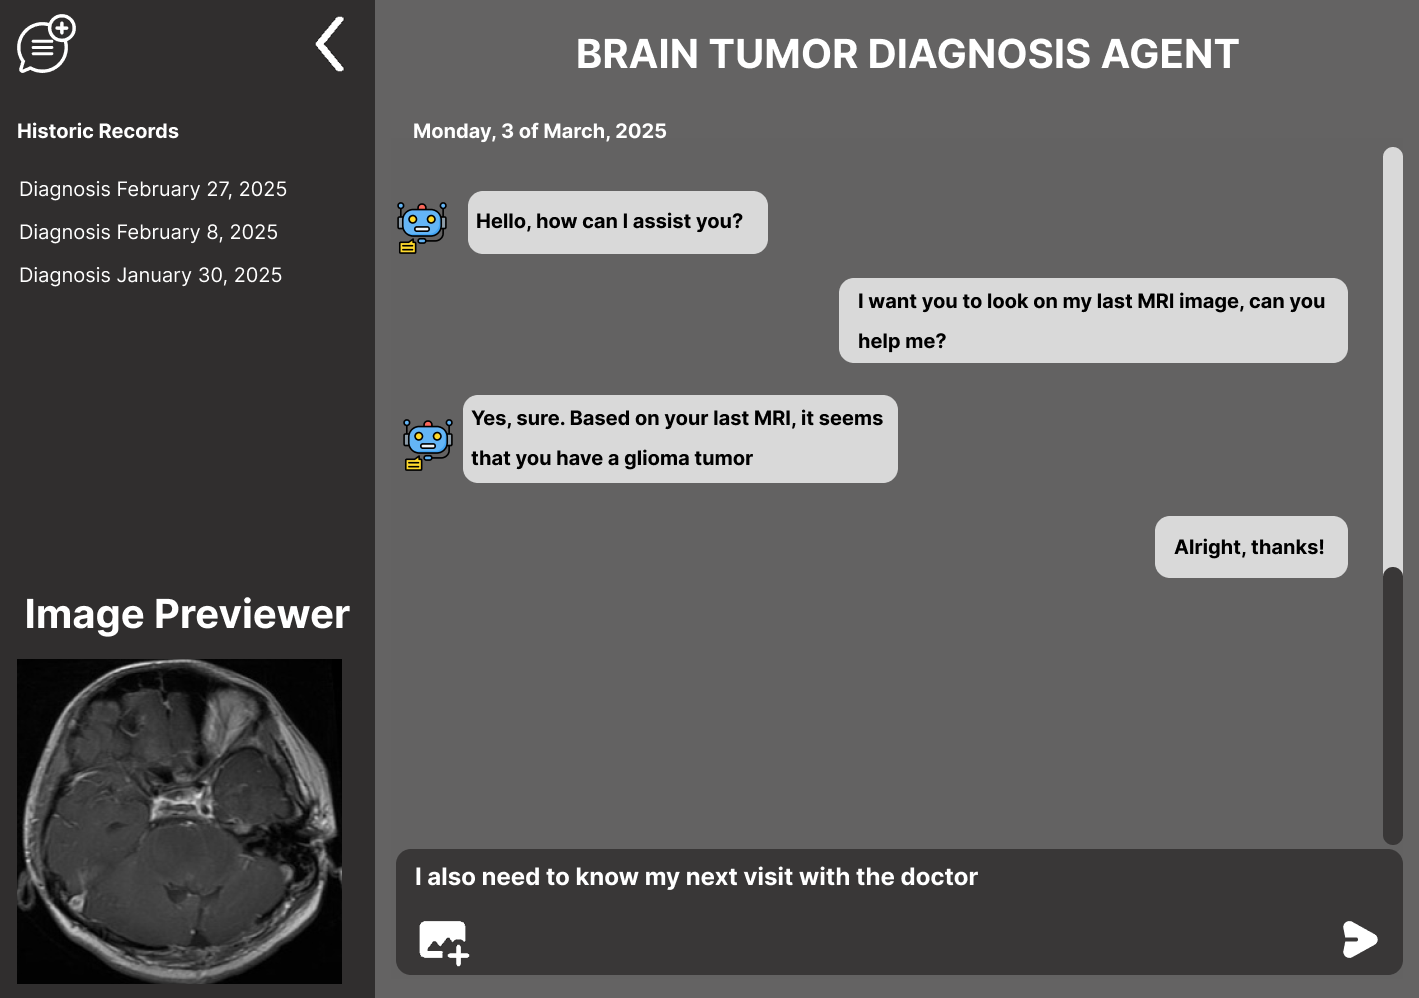 BRAIN TUMOR DIAGNOSIS AGENT
Historic Records
Diagnosis February 27, 2025
Diagnosis February 8, 2025
Diagnosis January 30, 2025
Image Previewer
Monday, 3 of March, 2025
Hello, how can I assist you?
I want you to look on my last MRI image, can you
help me?
Yes, sure. Based on your last MRI, it seems
that you have a glioma tumor
Alright, thanks!
I also need to know my next visit with the doctor